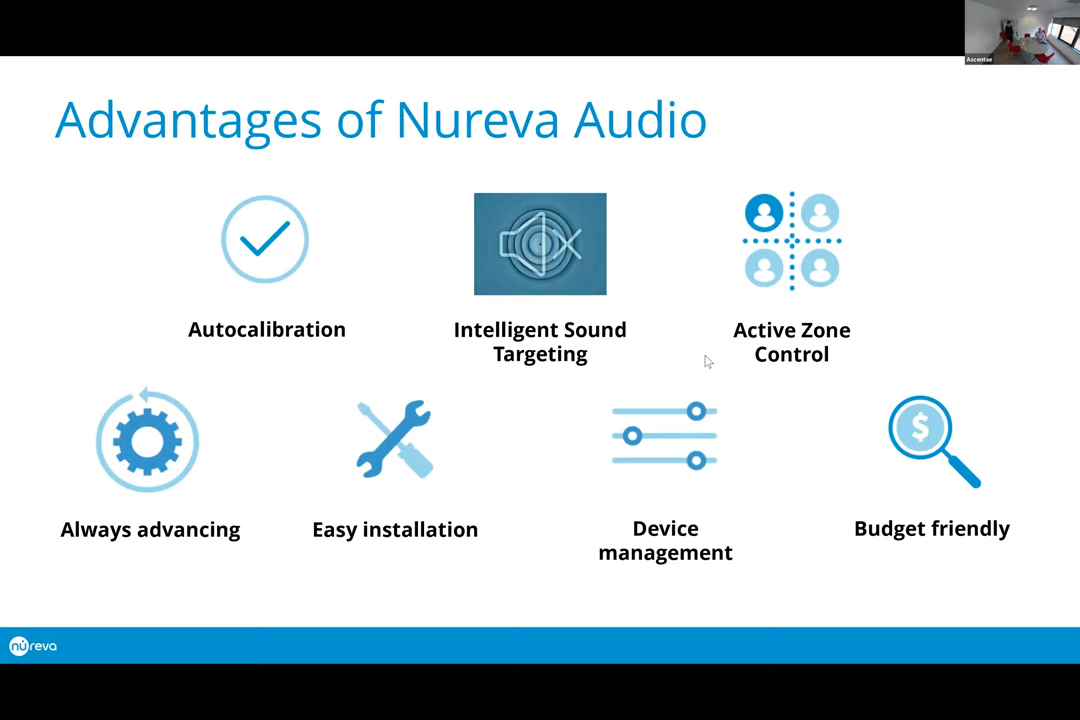 Ascentae
Advantages of Nureva Audio
Autocalibration
Intelligent Sound
Targeting
Active Zone
Control
$
Always advancing
Easy installation
Device
management
Budget friendly
nureva